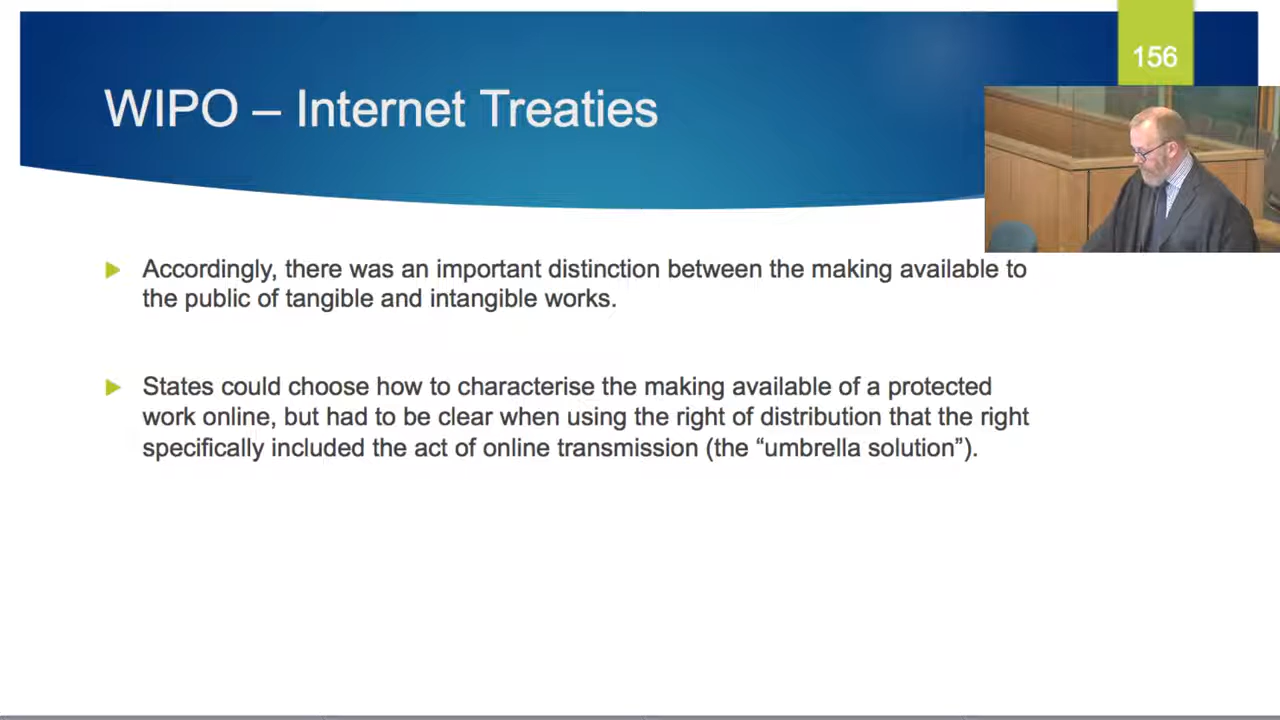 156
WIPO – Internet Treaties
Accordingly, there was an important distinction between the making available to
the public of tangible and intangible works.
States could choose how to characterise the making available of a protected
work online, but had to be clear when using the right of distribution that the right
specifically included the act of online transmission (the “umbrella solution”).